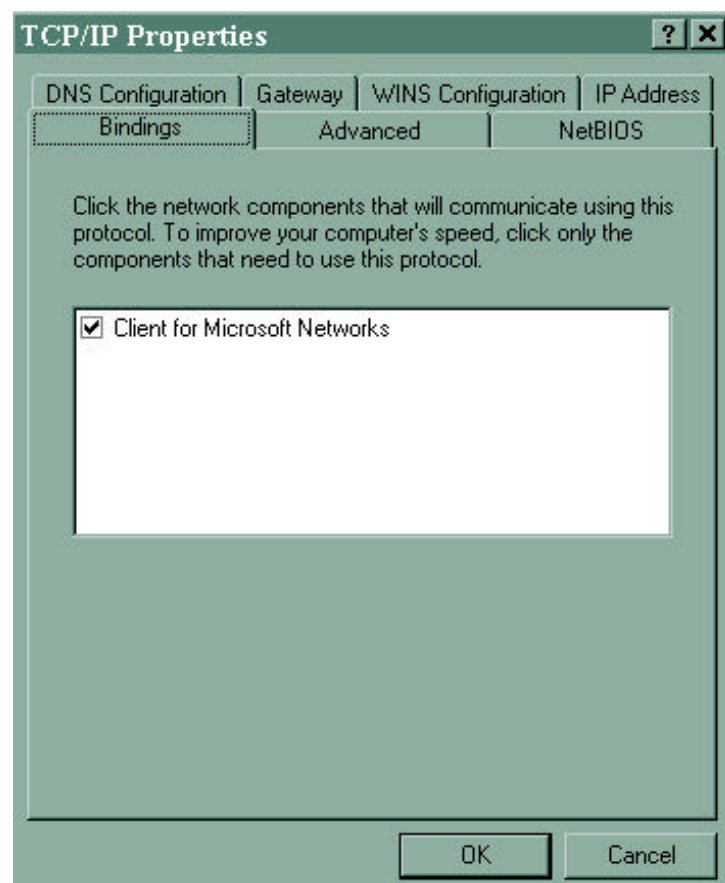 TCP/IP Properties
? X
DNS Configuration Gateway WINS Configuration IP Address
Bindings Advanced NetBIOS
Click the network components that will communicate using this
protocol. To improve your computer's speed, click only the
components that need to use this protocol.
Client for Microsoft Networks
OK Cancel